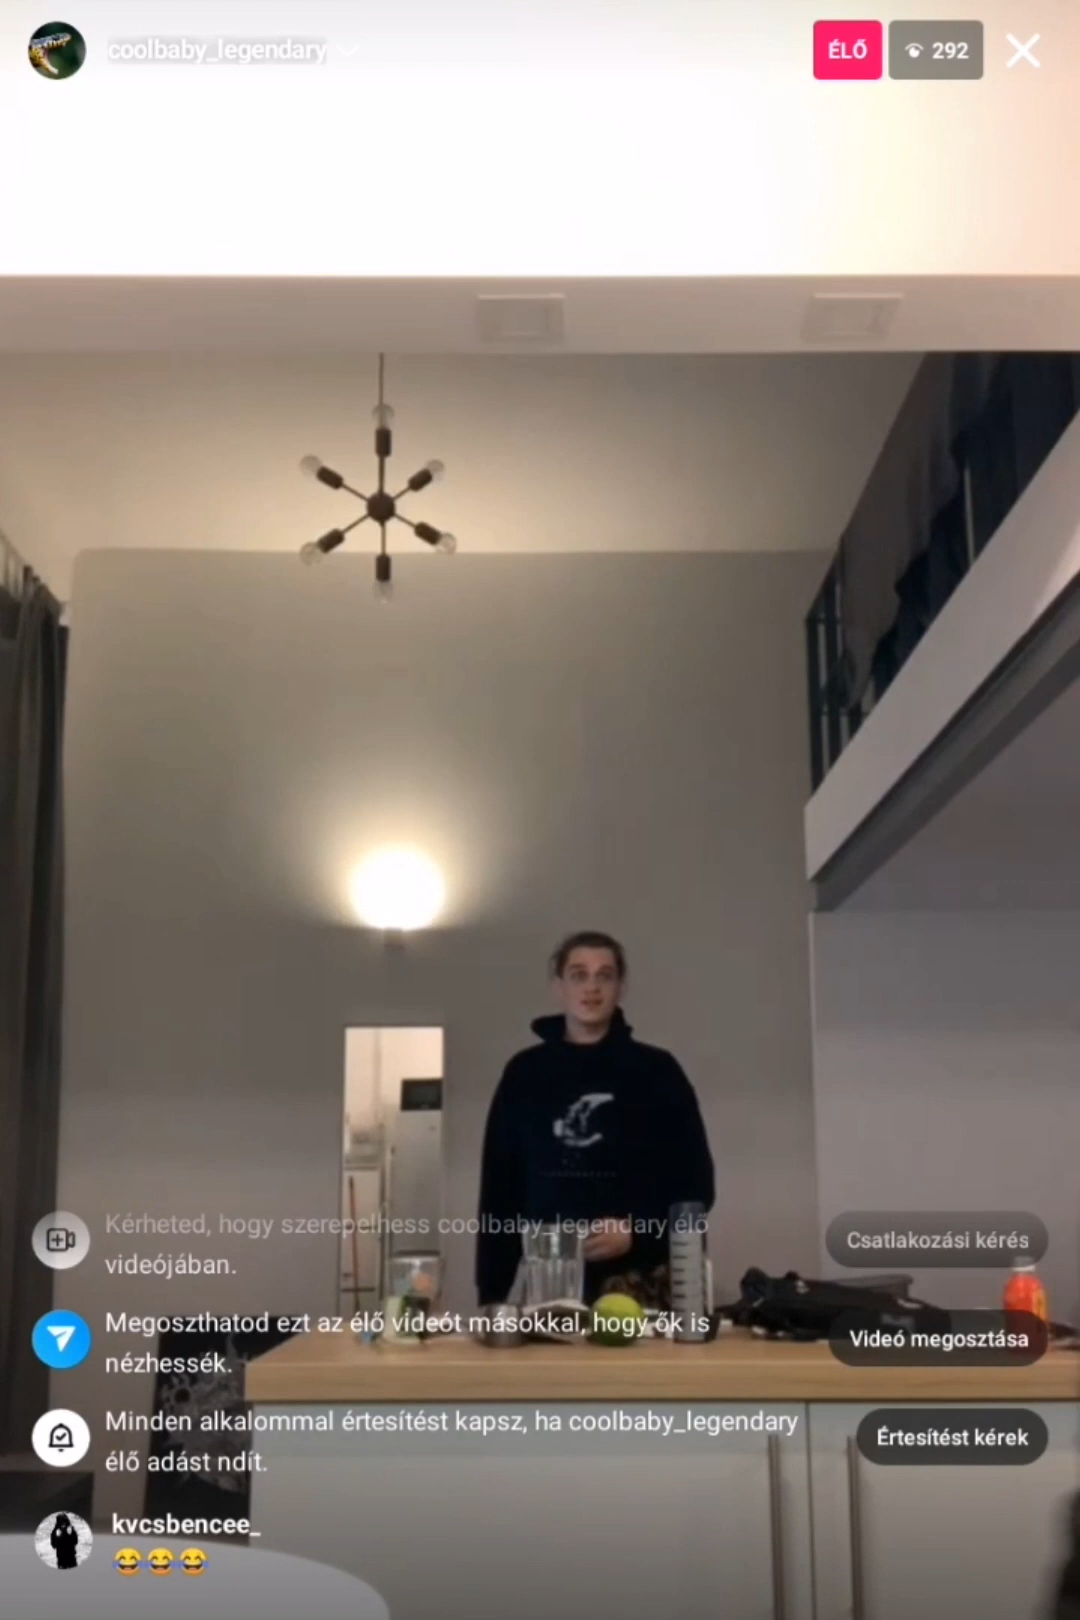 coolbaby_legendary
ÉLŐ
292
Kérheted, hogy szerepelhess coolbaby_legendary élő
videójában.
Csatlakozási kérés
Megoszthatod ezt az élő videót másokkal, hogy ők is
nézhessék.
Videó megosztása
Minden alkalommal értesítést kapsz, ha coolbaby_legendary
élő adást ndít.
Értesítést kérek
kvcsbencee_
😂😂😂